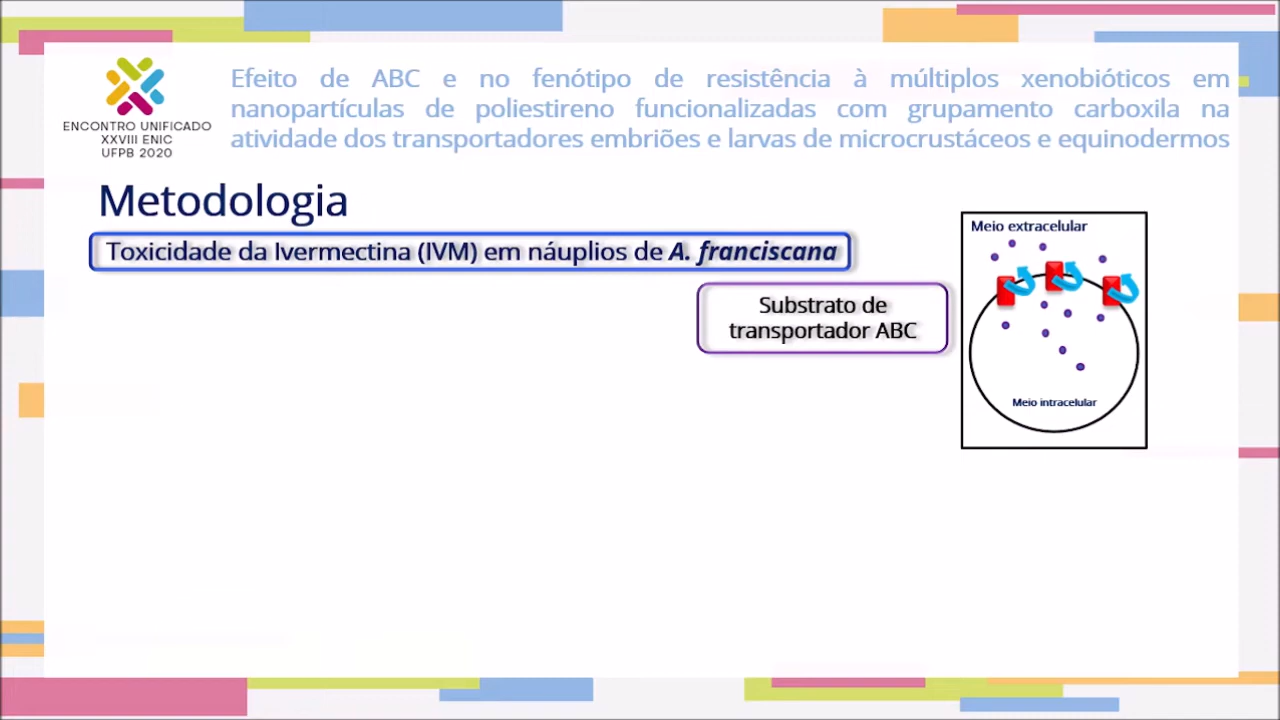 ENCONTRO UNIFICADO
XXVIII ENIC
UFPB 2020
Efeito de ABC e no fenótipo de resistência à múltiplos xenobióticos em
nanopartículas de poliestireno funcionalizadas com grupamento carboxila na
atividade dos transportadores embriões e larvas de microcrustáceos e equinodermos
Metodologia
Toxicidade da Ivermectina (IVM) em náuplios de A. franciscana
Substrato de
transportador ABC
Meio extracelular
Meio intracelular